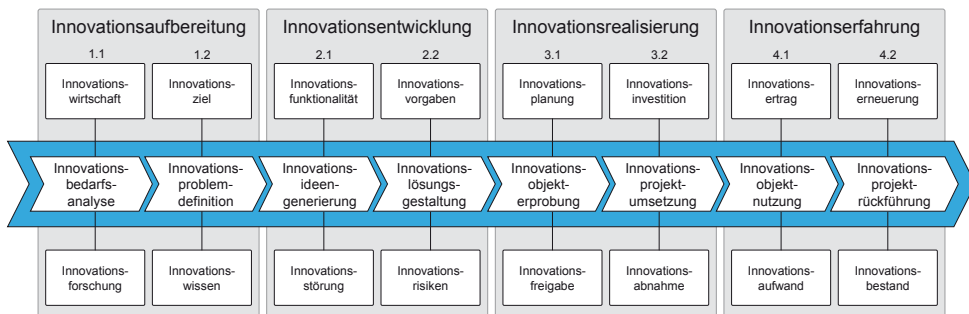 Innovationsaufbereitung
Innovationsentwicklung
Innovationsrealisierung
Innovationserfahrung
1.1
1.2
2.1
2.2
3.1
3.2
4.1
4.2
Innovations-
wirtschaft
Innovations-
ziel
Innovations-
funktionalität
Innovations-
vorgaben
Innovations-
planung
Innovations-
investition
Innovations-
ertrag
Innovations-
erneuerung
Innovations-
bedarfs-
analyse
Innovations-
problem-
definition
Innovations-
ideen-
generierung
Innovations-
lösungs-
gestaltung
Innovations-
objekt-
erprobung
Innovations-
projekt-
umsetzung
Innovations-
objekt-
nutzung
Innovations-
projekt-
rückführung
Innovations-
forschung
Innovations-
wissen
Innovations-
störung
Innovations-
risiken
Innovations-
freigabe
Innovations-
abnahme
Innovations-
aufwand
Innovations-
bestand